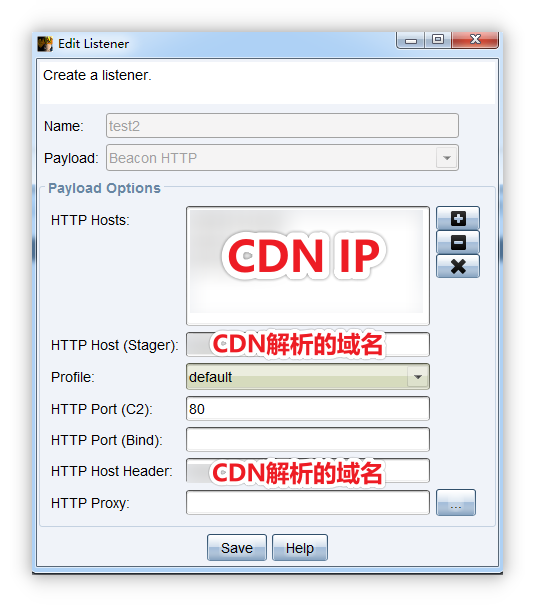 Edit Listener
Create a listener.
Name: test2
Payload: Beacon HTTP
Payload Options
HTTP Hosts:
CDN IP
HTTP Host (Stager): CDN解析的域名
Profile: default
HTTP Port (C2): 80
HTTP Port (Bind):
HTTP Host Header: CDN解析的域名
HTTP Proxy: ...
Save Help